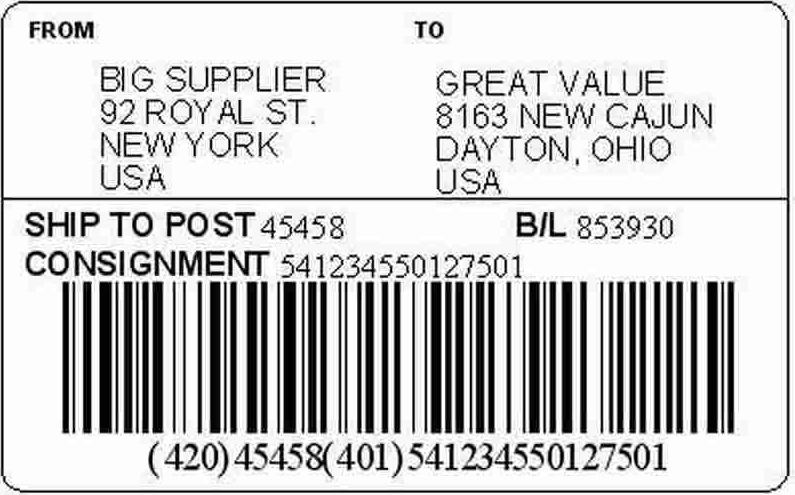 FROM TO
BIG SUPPLIER GREAT VALUE
92 ROYAL ST. 8163 NEW CAJUN
NEW YORK DAYTON, OHIO
USA USA
SHIP TO POST 45458 B/L 853930
CONSIGNMENT 541234550127501
(420)45458(401)541234550127501